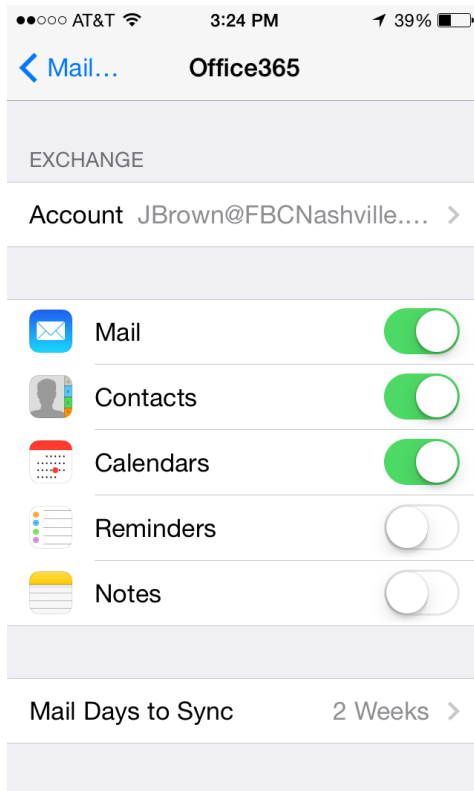 AT&T 3:24 PM 39%
Mail... Office365
EXCHANGE
Account JBrown@FBCNashville....
Mail
Contacts
Calendars
Reminders
Notes
Mail Days to Sync 2 Weeks